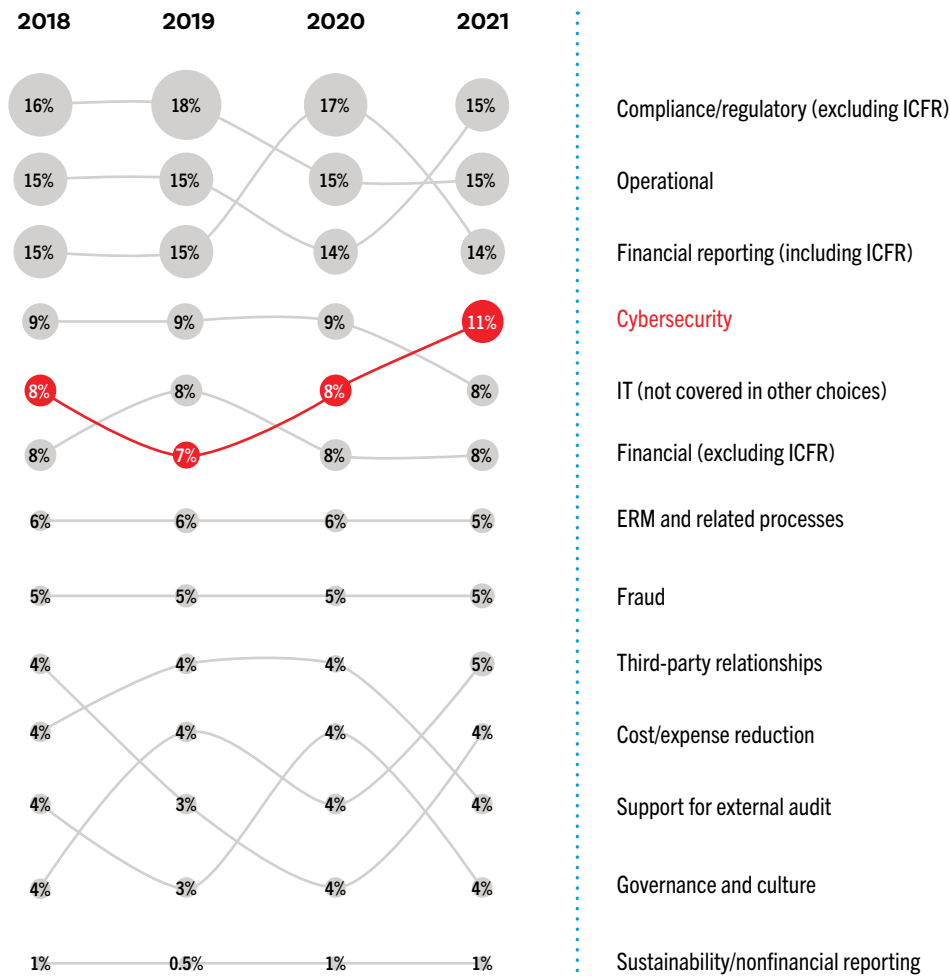 2018 2019 2020 2021
16% 18% 17% 15% Compliance/regulatory (excluding ICFR)
15% 15% 15% 15% Operational
15% 15% 14% 14% Financial reporting (including ICFR)
9% 9% 9% 11% Cybersecurity
8% 8% 8% 8% IT (not covered in other choices)
8% 7% 8% 8% Financial (excluding ICFR)
6% 6% 6% 5% ERM and related processes
5% 5% 5% 5% Fraud
4% 4% 4% 5% Third-party relationships
4% 4% 4% 4% Cost/expense reduction
4% 3% 4% 4% Support for external audit
4% 3% 4% 4% Governance and culture
1% 0.5% 1% 1% Sustainability/nonfinancial reporting